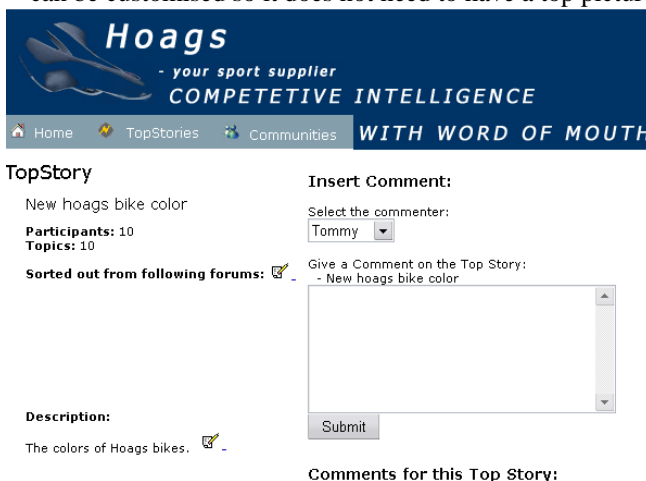 can be customised so it does not need to have a top pictur
Hoags
- your sport supplier
COMPETETIVE INTELLIGENCE
Home TopStories Communities WITH WORD OF MOUTH
TopStory
New hoags bike color
Participants: 10
Topics: 10
Sorted out from following forums:
Description:
The colors of Hoags bikes.
Insert Comment:
Select the commenter:
Tommy
Give a Comment on the Top Story:
- New hoags bike color
Submit
Comments for this Top Story: